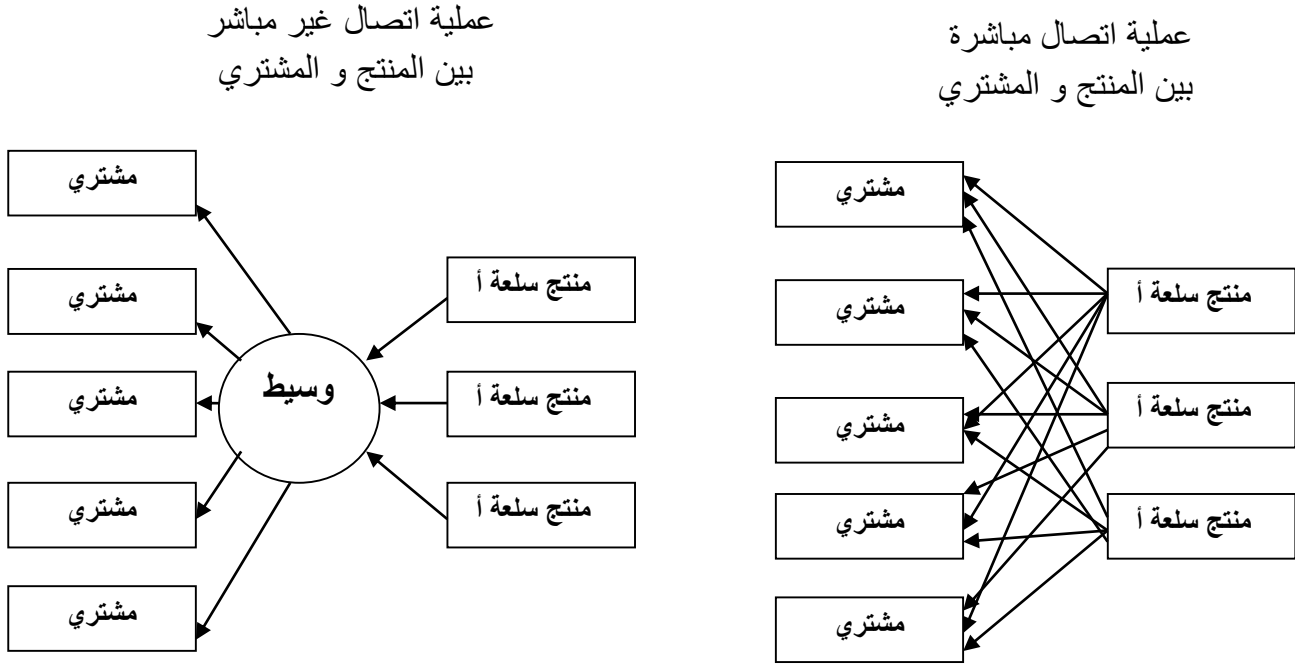 عملية اتصال مباشرة
بين المنتج و المشتري
مشتري
منتج سلعة أ
مشتري
منتج سلعة أ
مشتري
منتج سلعة أ
مشتري
مشتري
عملية اتصال غير مباشر
بين المنتج و المشتري
منتج سلعة أ
منتج سلعة أ
منتج سلعة أ
وسيط
مشتري
مشتري
مشتري
مشتري
مشتري